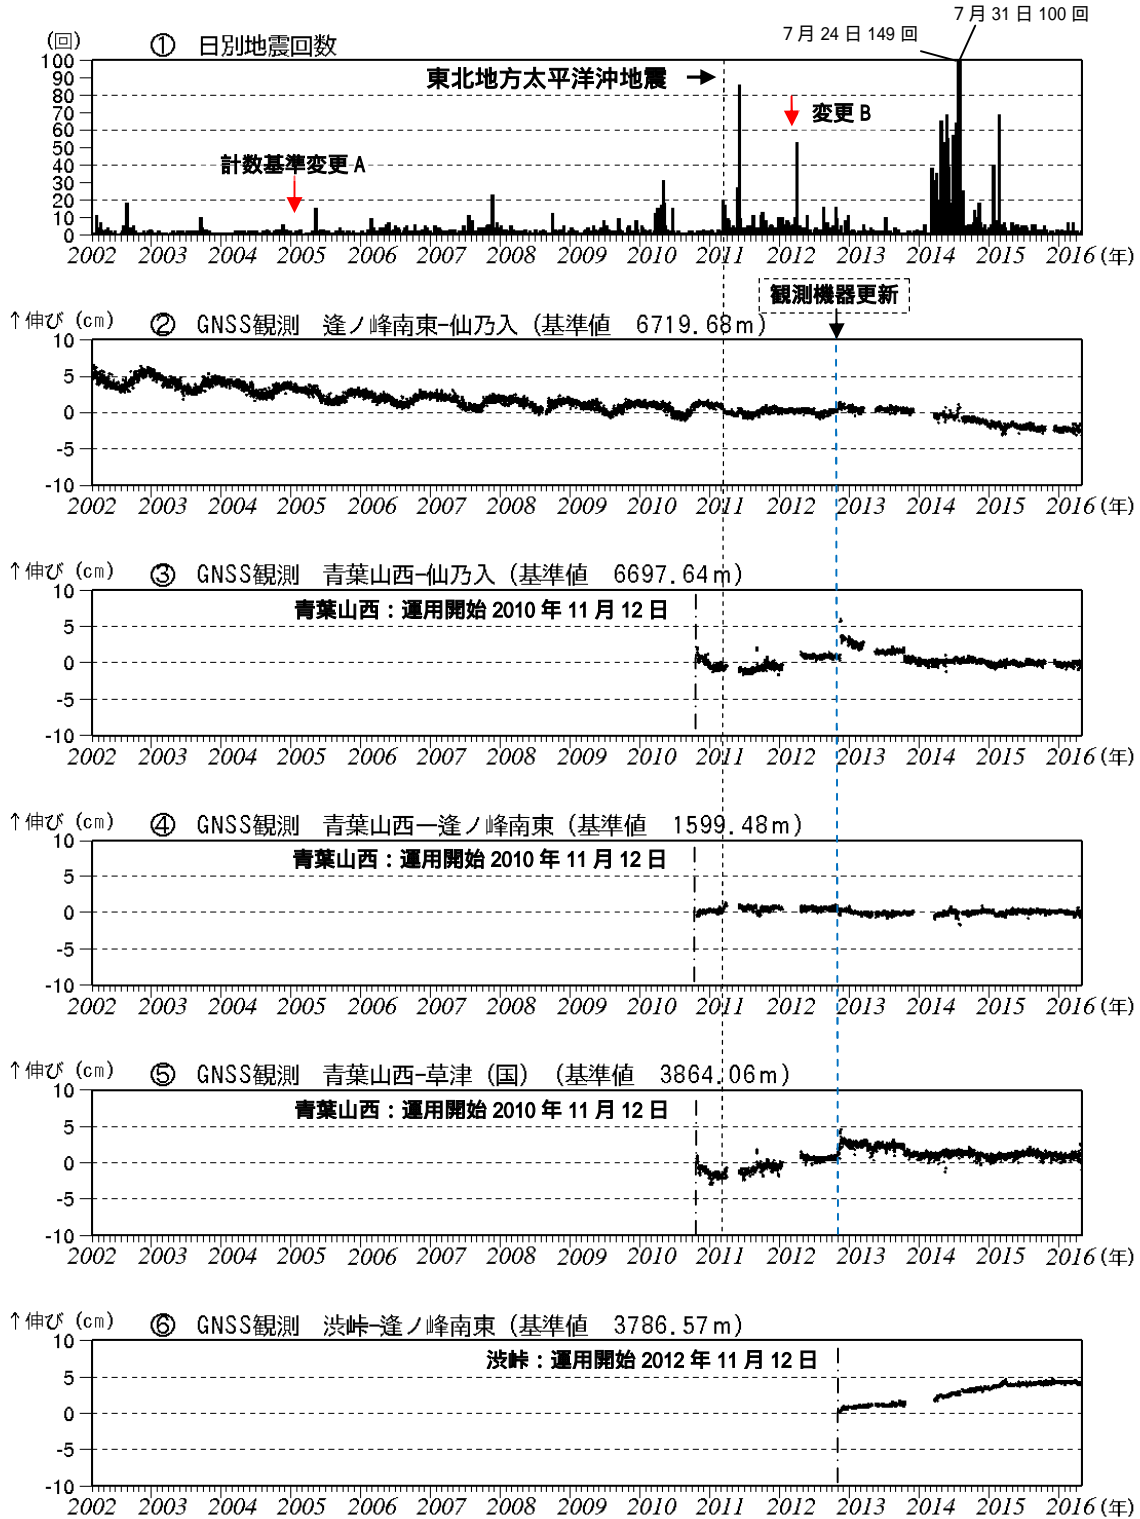 7月24日149回
7月31日100回
(回)
① 日別地震回数
東北地方太平洋沖地震
変更B
計数基準変更A
100
90
80
70
60
50
40
30
20
10
0
2002 2003 2004 2005 2006 2007 2008 2009 2010 2011 2012 2013 2014 2015 2016 (年)
観測機器更新
↑伸び (cm) ② GNSS観測 逢ノ峰南東-仙乃入 (基準値 6719.68m)
10
5
0
-5
-10
2002 2003 2004 2005 2006 2007 2008 2009 2010 2011 2012 2013 2014 2015 2016 (年)
↑伸び (cm) ③ GNSS観測 青葉山西-仙乃入 (基準値 6697.64m)
青葉山西：運用開始2010年11月12日
10
5
0
-5
-10
2002 2003 2004 2005 2006 2007 2008 2009 2010 2011 2012 2013 2014 2015 2016 (年)
↑伸び (cm) ④ GNSS観測 青葉山西ー逢ノ峰南東 (基準値 1599.48m)
青葉山西：運用開始2010年11月12日
10
5
0
-5
-10
2002 2003 2004 2005 2006 2007 2008 2009 2010 2011 2012 2013 2014 2015 2016 (年)
↑伸び (cm) ⑤ GNSS観測 青葉山西-草津 (国) (基準値 3864.06m)
青葉山西：運用開始2010年11月12日
10
5
0
-5
-10
2002 2003 2004 2005 2006 2007 2008 2009 2010 2011 2012 2013 2014 2015 2016 (年)
↑伸び (cm) ⑥ GNSS観測 渋峠-逢ノ峰南東 (基準値 3786.57m)
渋峠：運用開始2012年11月12日
10
5
0
-5
-10
2002 2003 2004 2005 2006 2007 2008 2009 2010 2011 2012 2013 2014 2015 2016 (年)